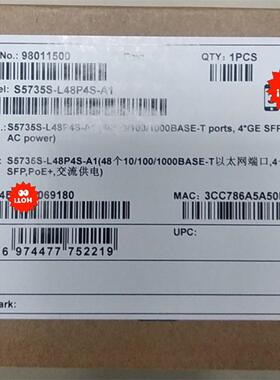 No.: 98011500
QTY: 1PCS
el: S5735S-L48P4S-A1
S5735S-L48P4S-A1 /1000BASE-T ports, 4*GE SFP
AC power)
S5735S-L48P4S-A1(48个10/100/1000BASE-T以太网端口,4
SFP,PoE+,交流供电)
069180
MAC: 3CC786A5A50
HOT!
UPC:
6 974477 752219
ark: